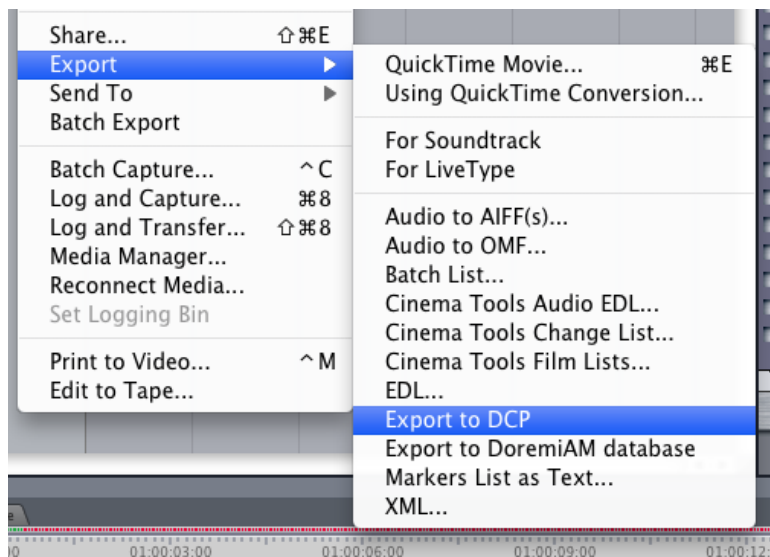 Share... ⇧⌘E
Export ▶
Send To ▶
Batch Export
Batch Capture... ^C
Log and Capture... ⌘8
Log and Transfer... ⇧⌘8
Media Manager...
Reconnect Media...
Set Logging Bin
Print to Video... ^M
Edit to Tape...
QuickTime Movie... ⌘E
Using QuickTime Conversion...
For Soundtrack
For LiveType
Audio to AIFF(s)...
Audio to OMF...
Batch List...
Cinema Tools Audio EDL...
Cinema Tools Change List...
Cinema Tools Film Lists...
EDL...
Export to DCP
Export to DoremiAM database
Markers List as Text...
XML...
01:00:03:00 01:00:06:00 01:00:09:00 01:00:12